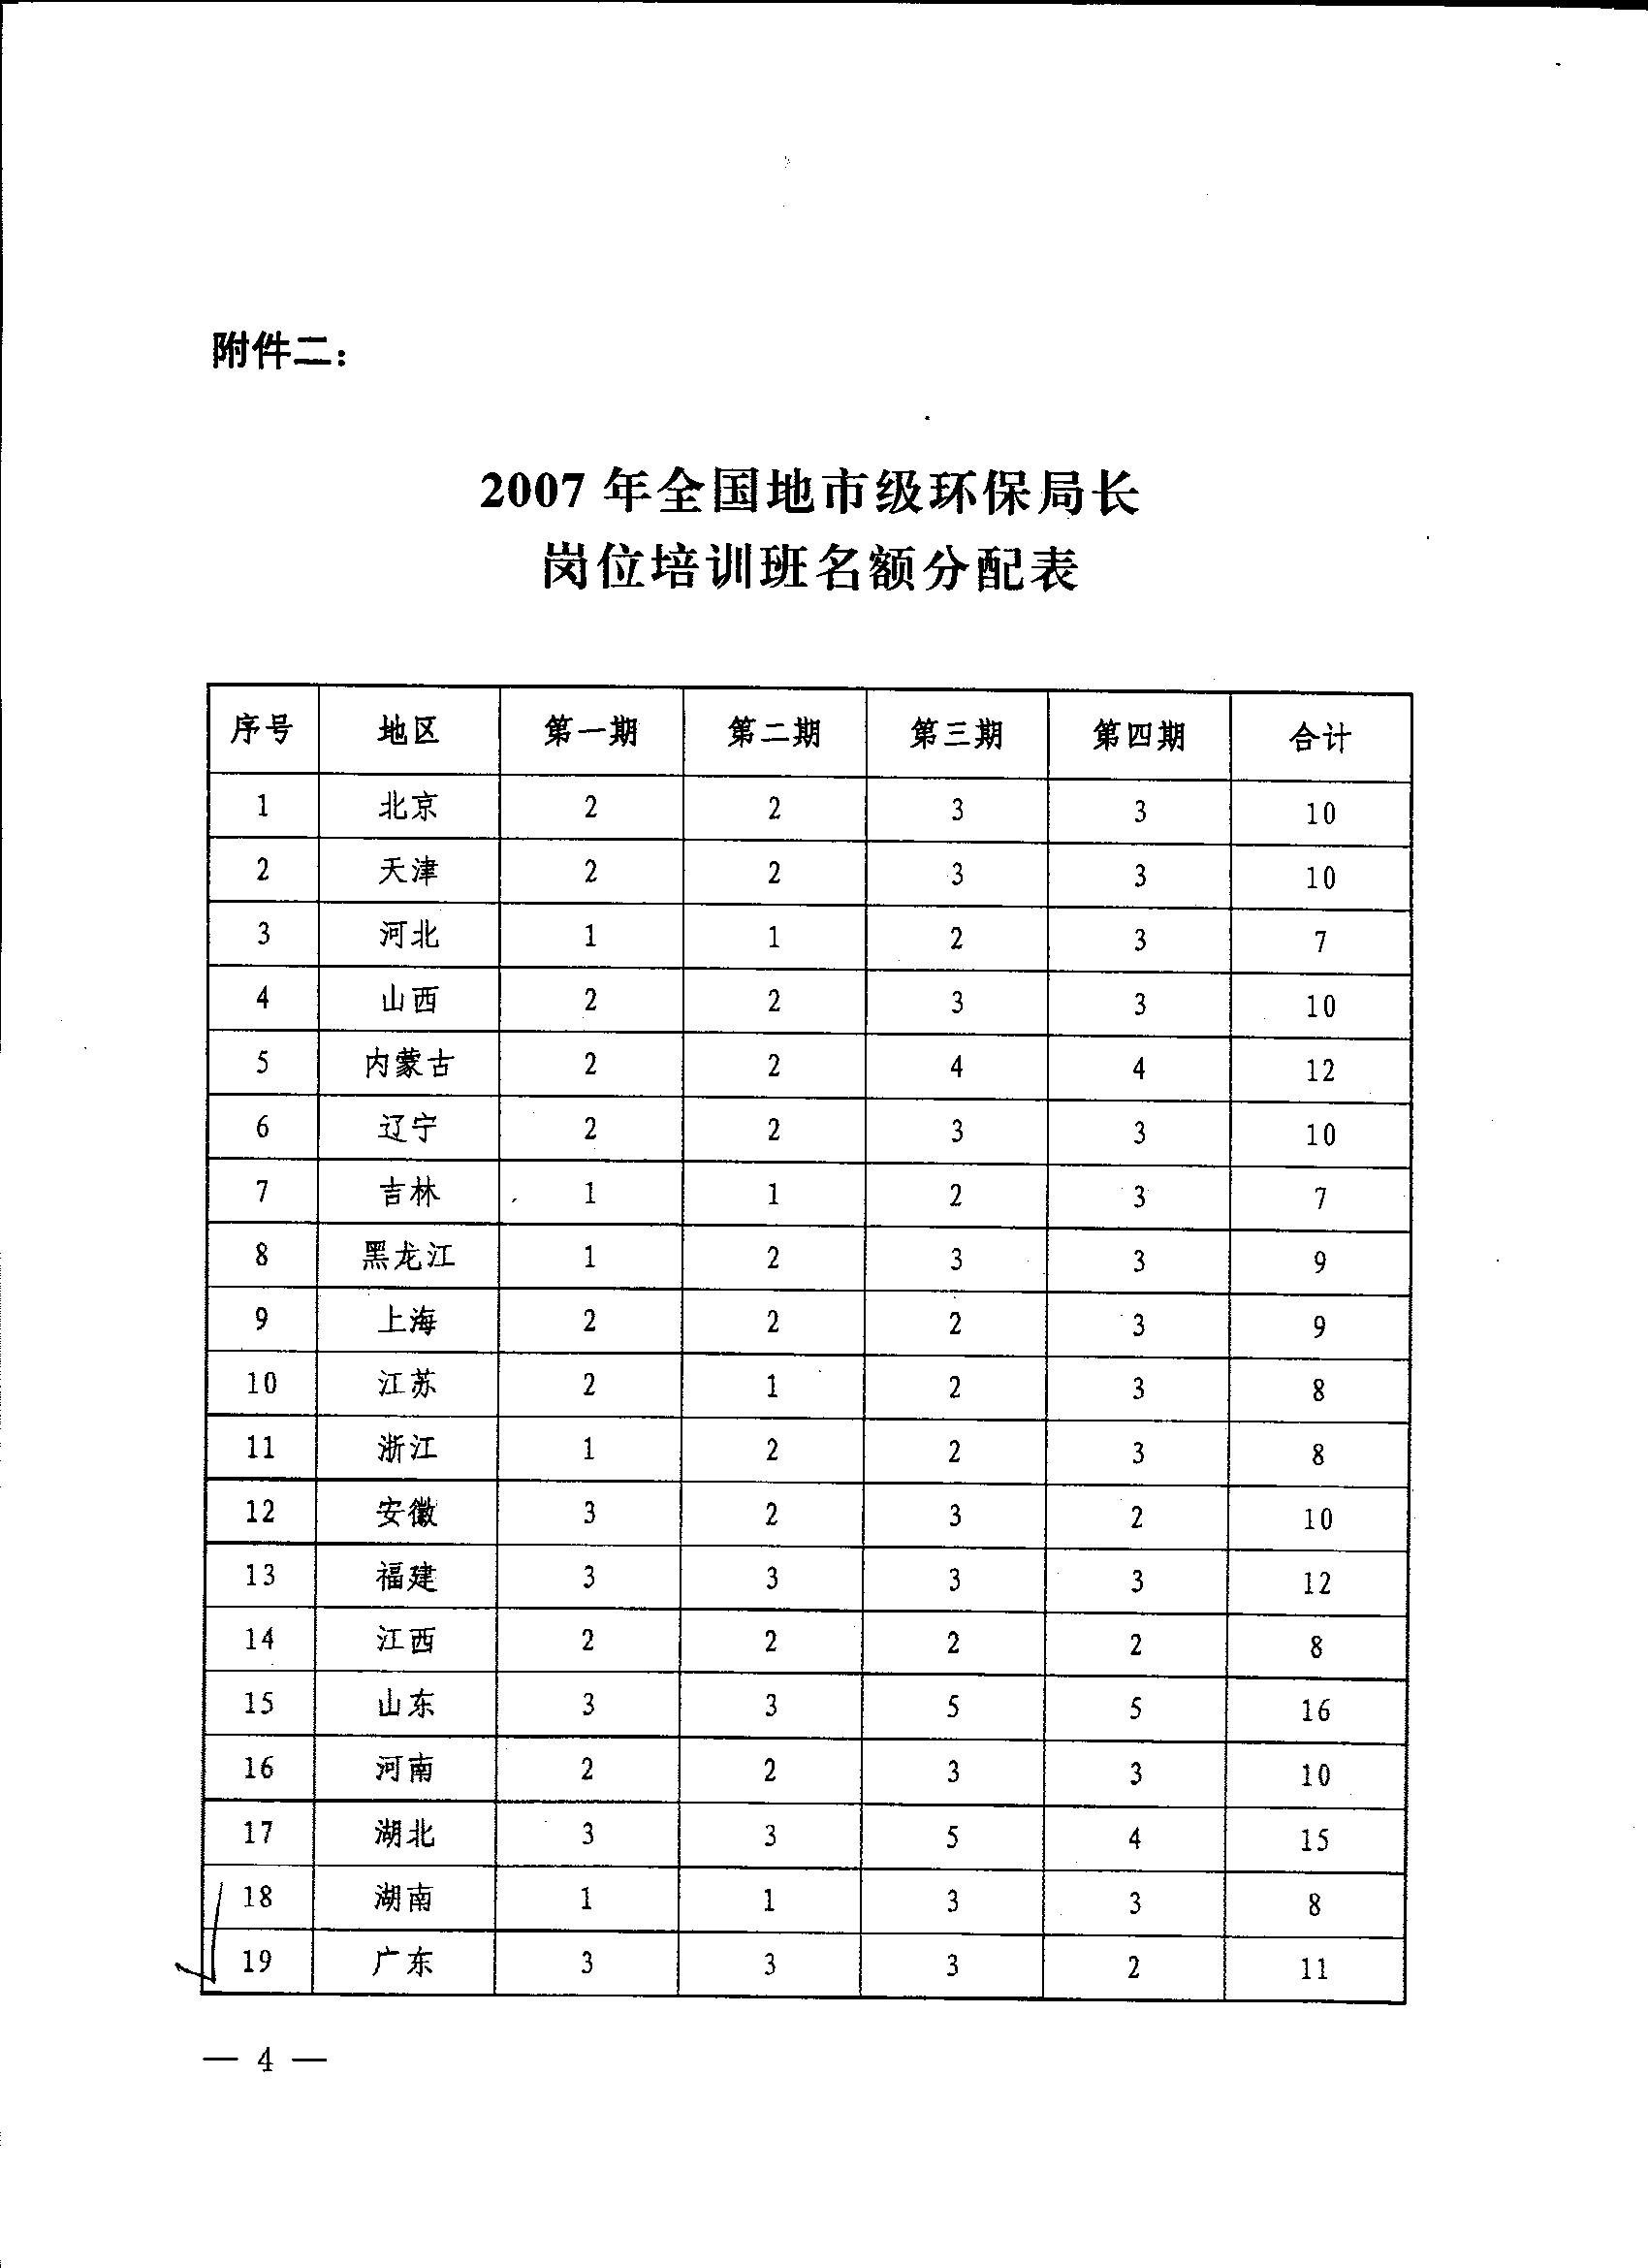 附件二：
2007 年全国地市级环保局长
岗位培训班名额分配表
序号 地区 第一期 第二期 第三期 第四期 合计
1 北京 2 2 3 3 10
2 天津 2 2 3 3 10
3 河北 1 1 2 3 7
4 山西 2 2 3 3 10
5 内蒙古 2 2 4 4 12
6 辽宁 2 2 3 3 10
7 吉林 1 1 2 3 7
8 黑龙江 1 2 3 3 9
9 上海 2 2 2 3 9
10 江苏 2 1 2 3 8
11 浙江 1 2 2 3 8
12 安徽 3 2 3 2 10
13 福建 3 3 3 3 12
14 江西 2 2 2 2 8
15 山东 3 3 5 5 16
16 河南 2 2 3 3 10
17 湖北 3 3 5 4 15
18 湖南 1 1 3 3 8
19 广东 3 3 3 2 11
— 4 —